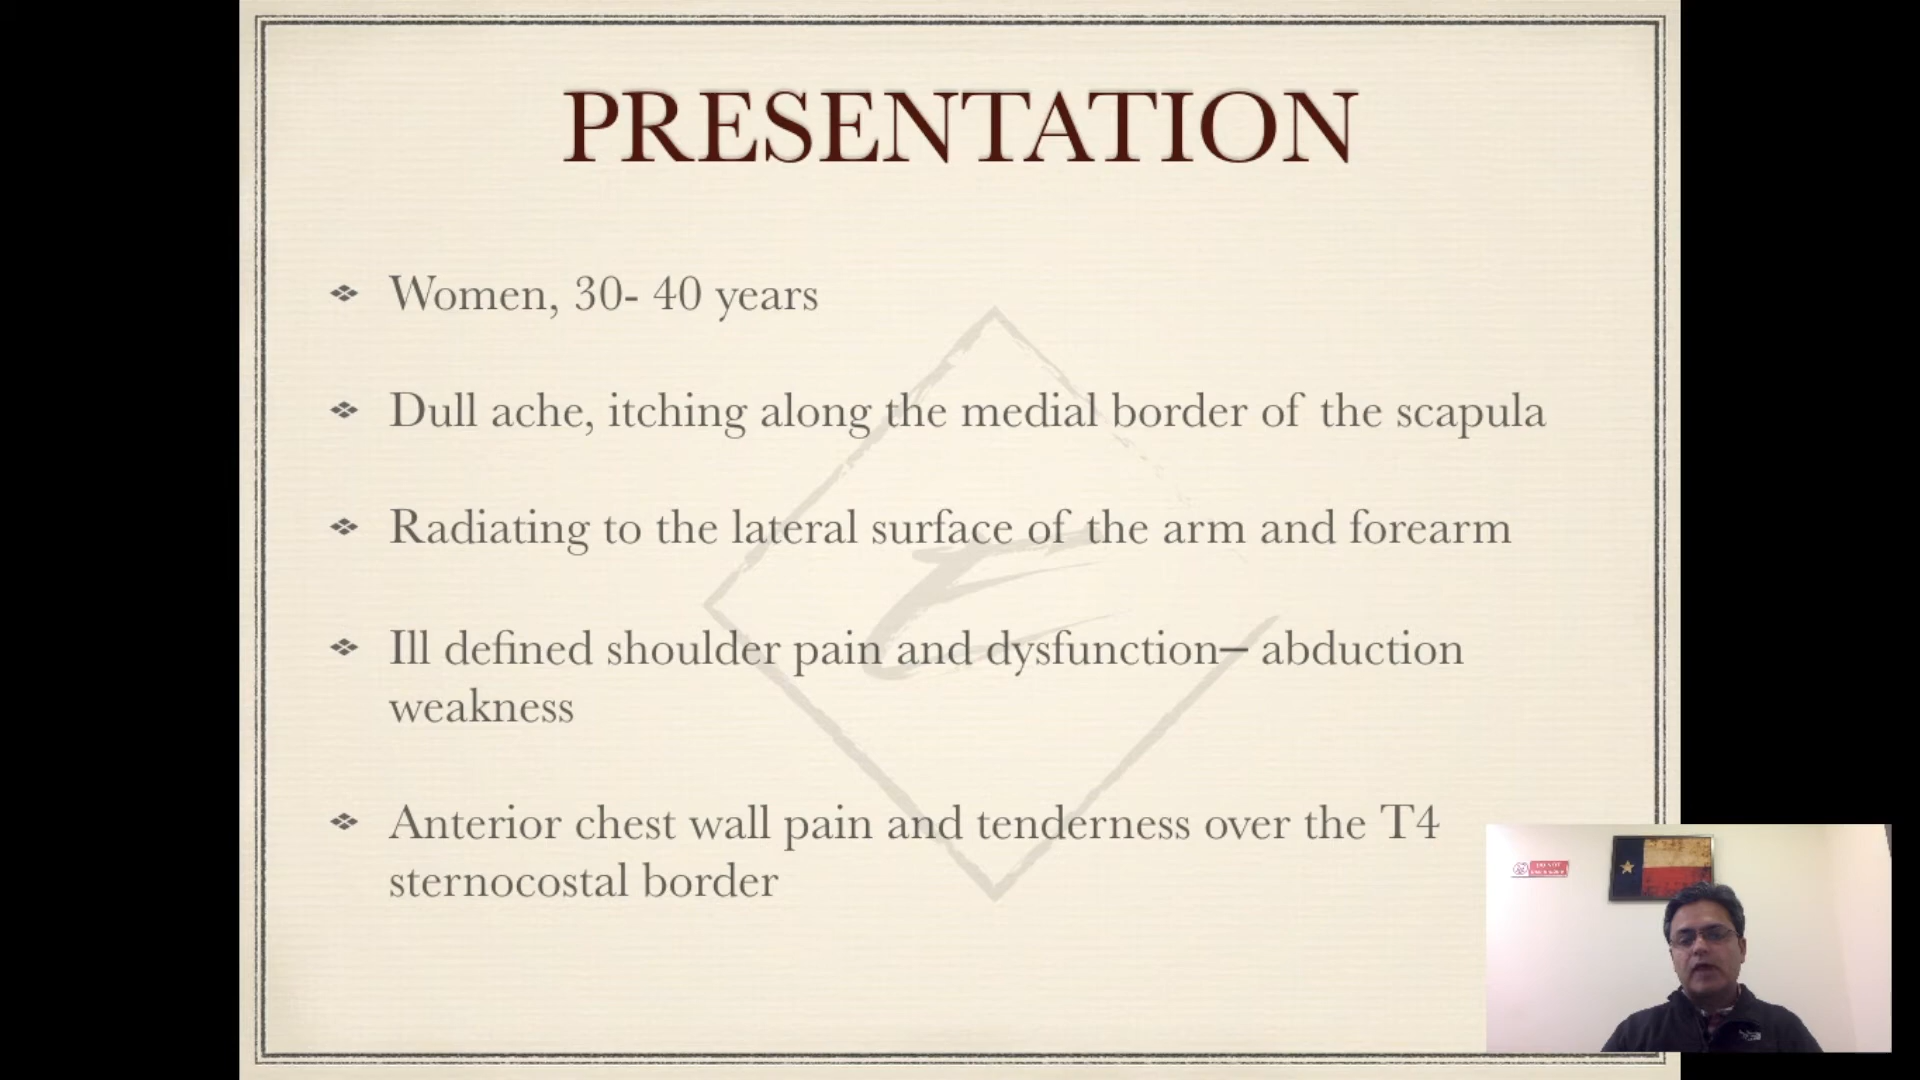 PRESENTATION
Women, 30- 40 years
Dull ache, itching along the medial border of the scapula
Radiating to the lateral surface of the arm and forearm
Ill defined shoulder pain and dysfunction– abduction
weakness
Anterior chest wall pain and tenderness over the T4
sternocostal border